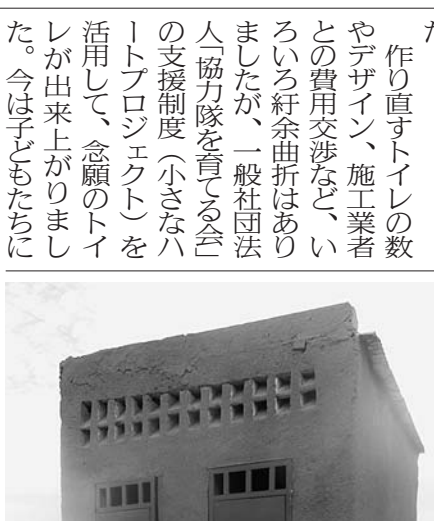 た
作り直すトイレの数
やデザイン、施工業者
との費用交渉など、い
ろいろ紆余曲折はあり
ましたが、一般社団法
人「協力隊を育てる会」
の支援制度（小さなハ
ートプロジェクト）を
活用して、念願のトイ
レが出来上がりまし
た。今は子どもたちに